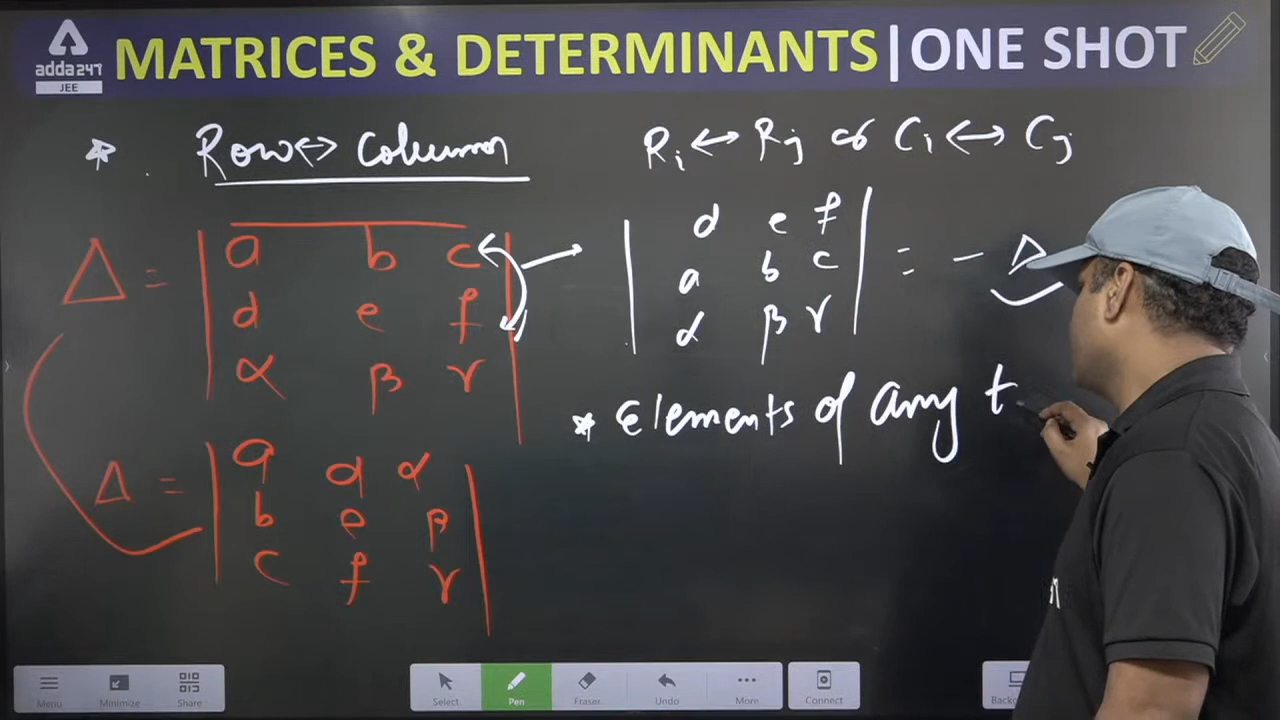 adda247
JEE
MATRICES & DETERMINANTS | ONE SHOT
* . Row ↔ Column
Ri ↔ Rj or Ci ↔ Cj
Δ = | a b c |
| d e f |
| α β γ |
| d e f |
| a b c | = - Δ
| α β γ |
* Elements of any t
Δ = | a d α |
| b e β |
| c f γ |
Menu
Minimize
Share
Select
Pen
Eraser
Undo
More
Connect